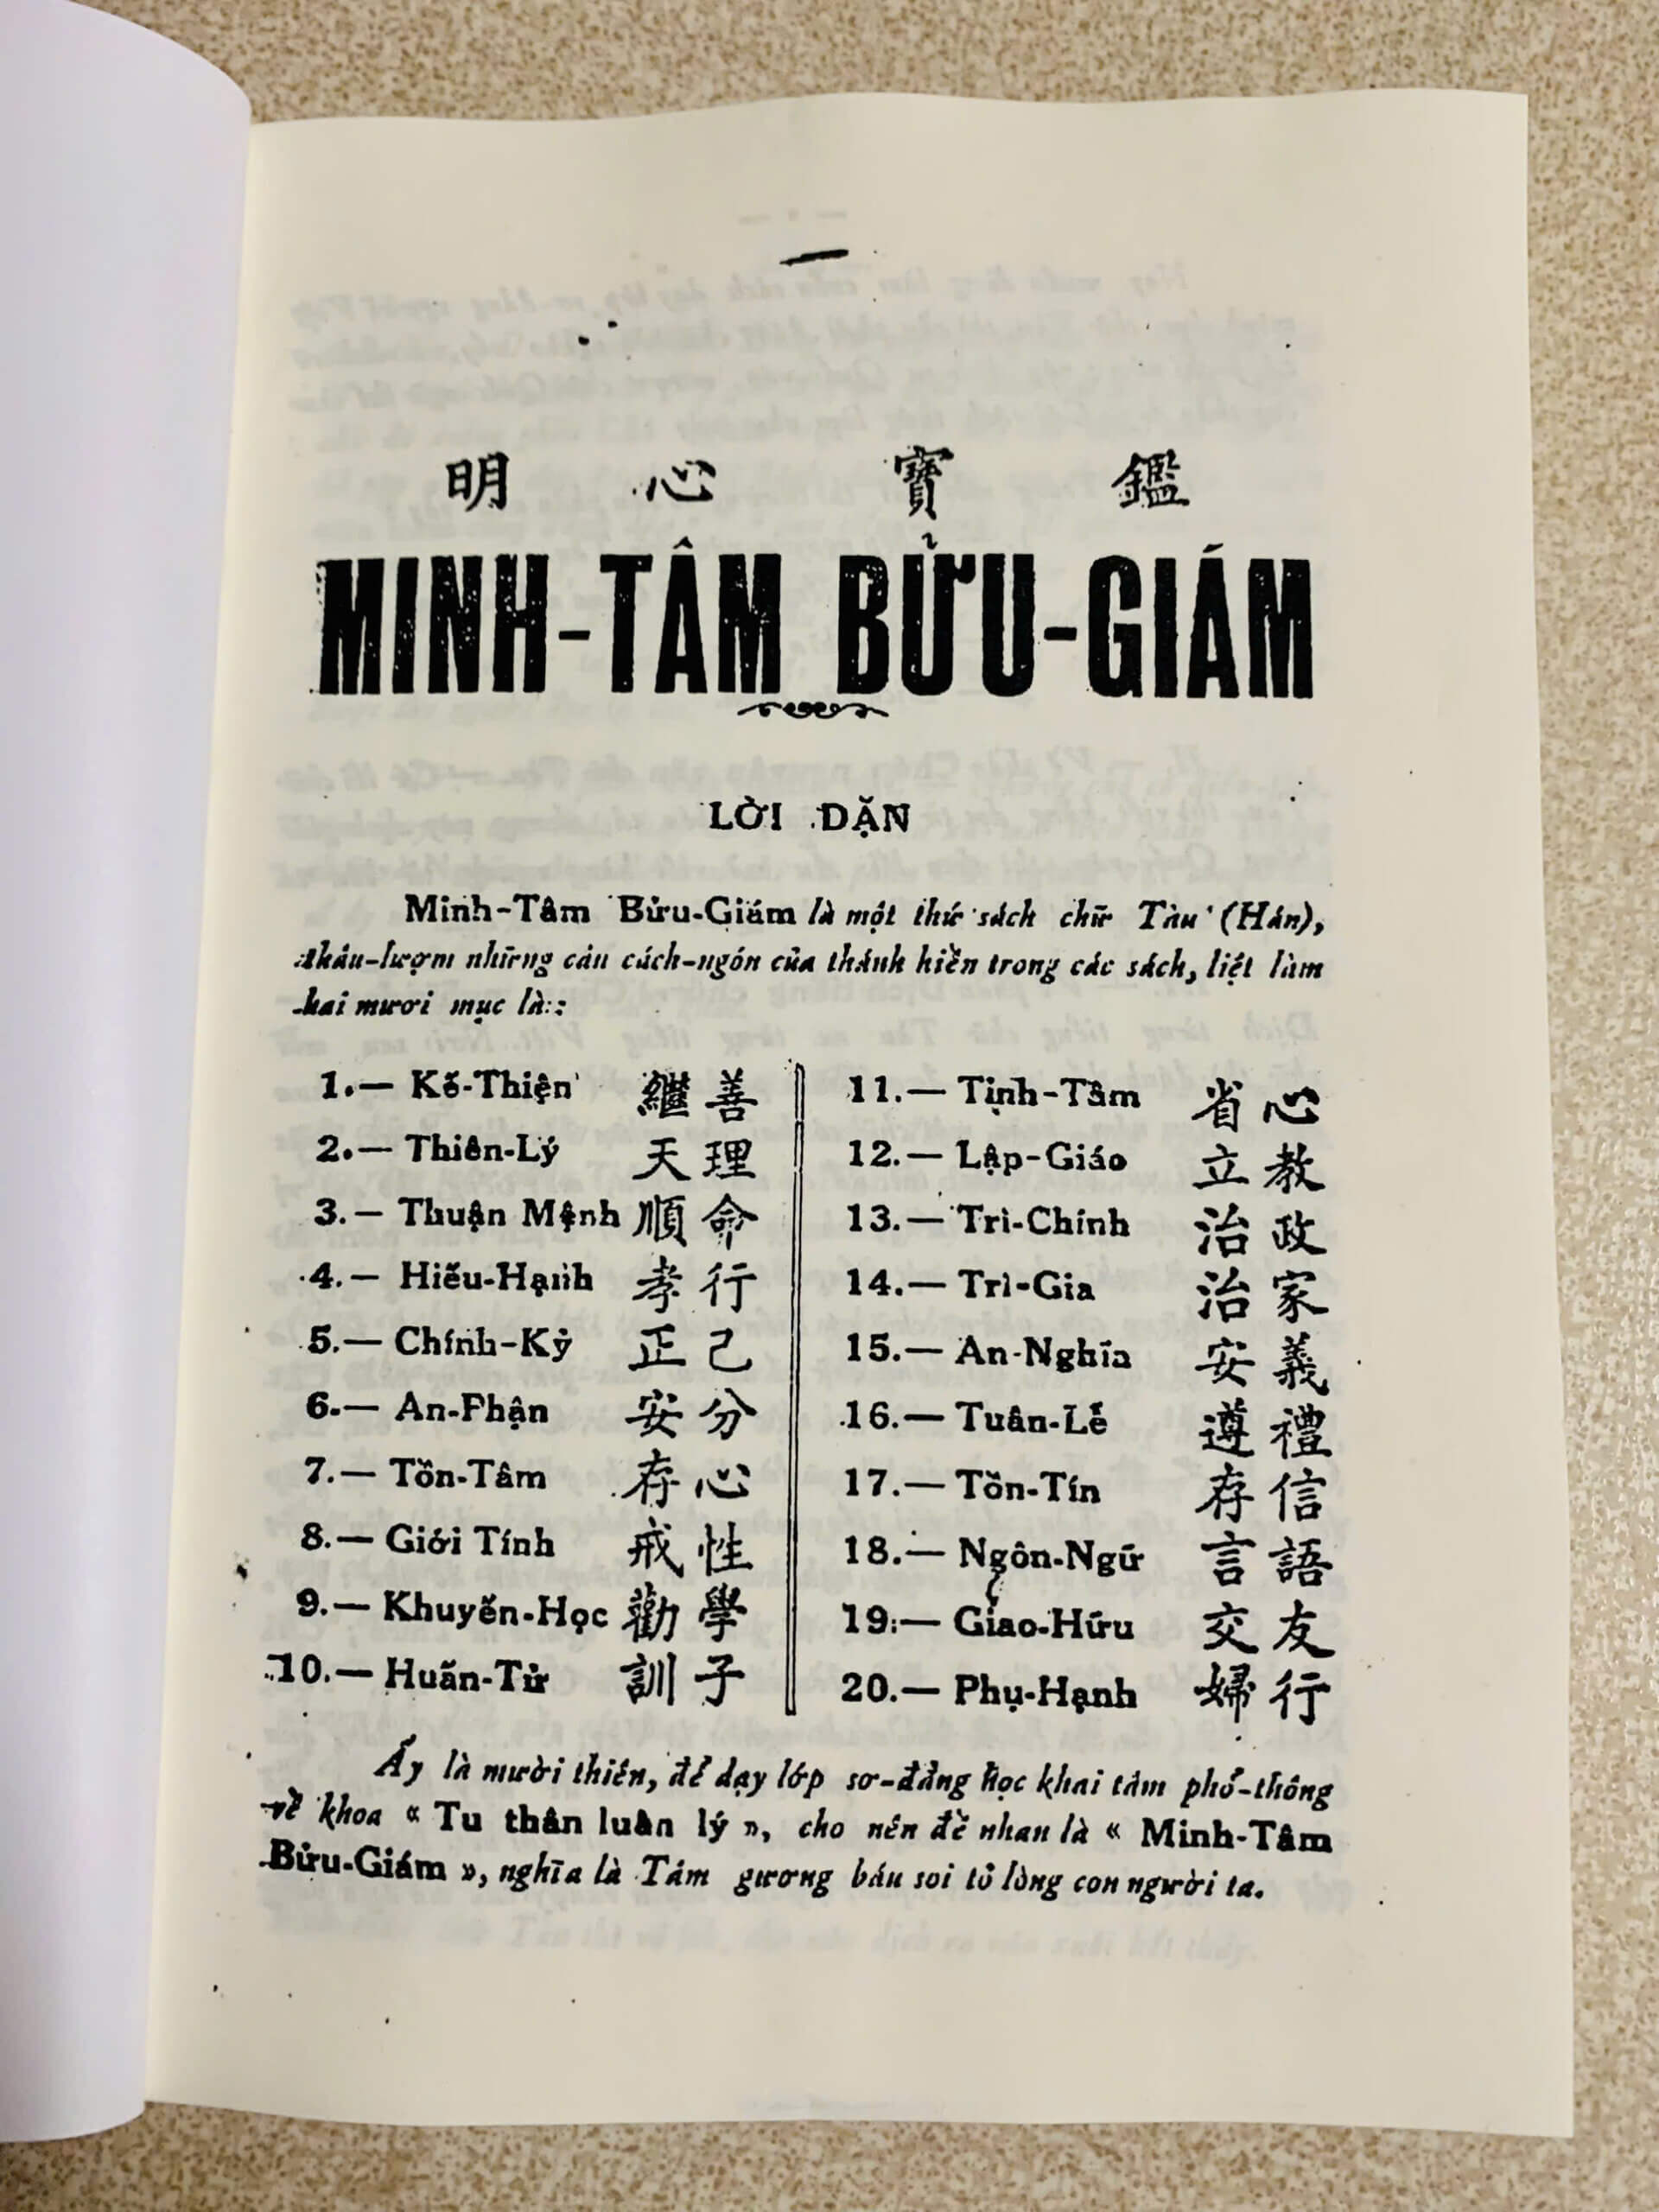 明 心 寶 鑑
MINH-TÂM BỬU-GIÁM
LỜI DẶN
Minh-Tâm Bửu-Giám là một thứ sách chữ Tàu (Hán),
thâu-lượm những câu cách-ngôn của thánh hiền trong các sách, liệt làm
hai mươi mục là:
1.— Kế-Thiện 繼善
2.— Thiên-Lý 天理
3.— Thuận Mệnh 順命
4.— Hiếu-Hạnh 孝行
5.— Chính-Kỷ 正己
6.— An-Phận 安分
7.— Tồn-Tâm 存心
8.— Giới Tính 戒性
9.— Khuyến-Học 勸學
10.— Huấn-Tử 訓子
11.— Tịnh-Tâm 省心
12.— Lập-Giáo 立教
13.— Trì-Chính 治政
14.— Trì-Gia 治家
15.— An-Nghĩa 安義
16.— Tuân-Lễ 遵禮
17.— Tồn-Tín 存信
18.— Ngôn-Ngữ 言語
19.— Giao-Hữu 交友
20.— Phụ-Hạnh 婦行
Ấy là mười thiên, để dạy lớp sơ-đẳng học khai tâm phổ-thông
về khoa « Tu thân luân lý », cho nên đề nhan là « Minh-Tâm
Bửu-Giám », nghĩa là Tấm gương báu soi tỏ lòng con người ta.